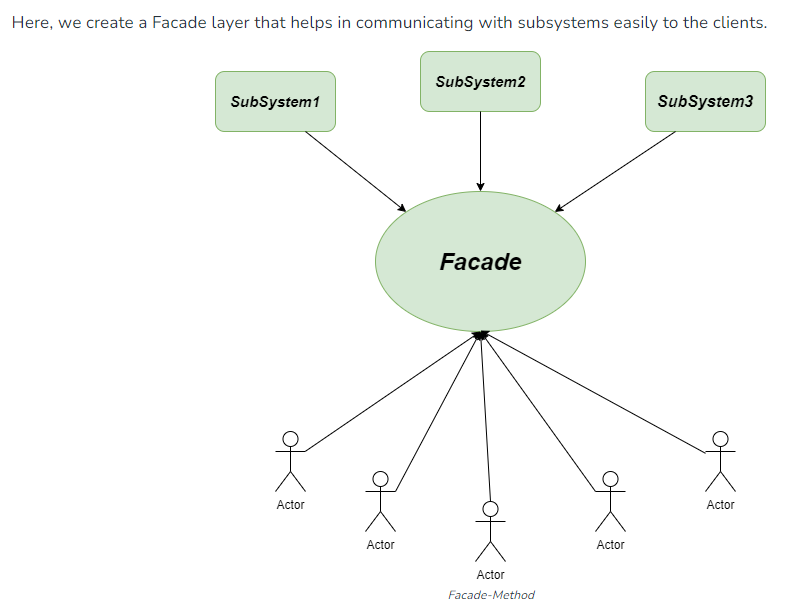 Here, we create a Facade layer that helps in communicating with subsystems easily to the clients.
SubSystem1
SubSystem2
SubSystem3
Facade
Actor
Actor
Actor
Actor
Actor
Facade-Method